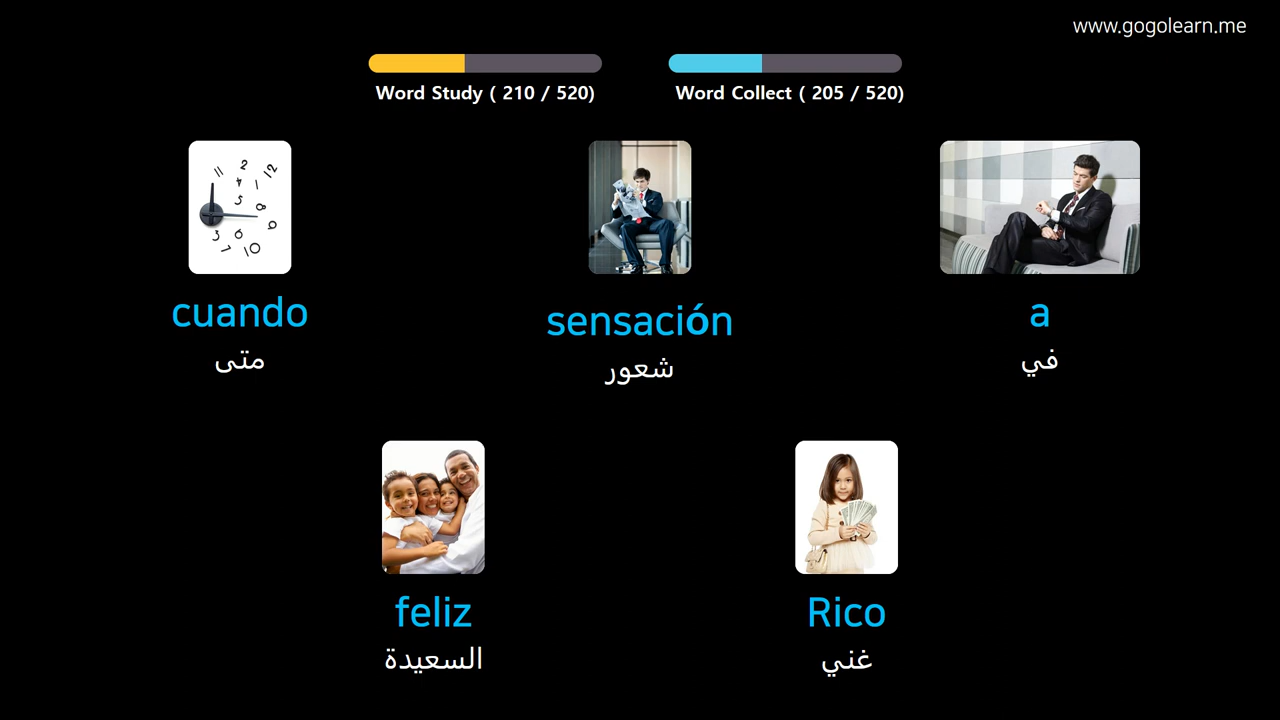 www.gogolearn.me
Word Study ( 210 / 520)
Word Collect ( 205 / 520)
cuando
متى
sensación
شعور
a
في
feliz
السعيدة
Rico
غني